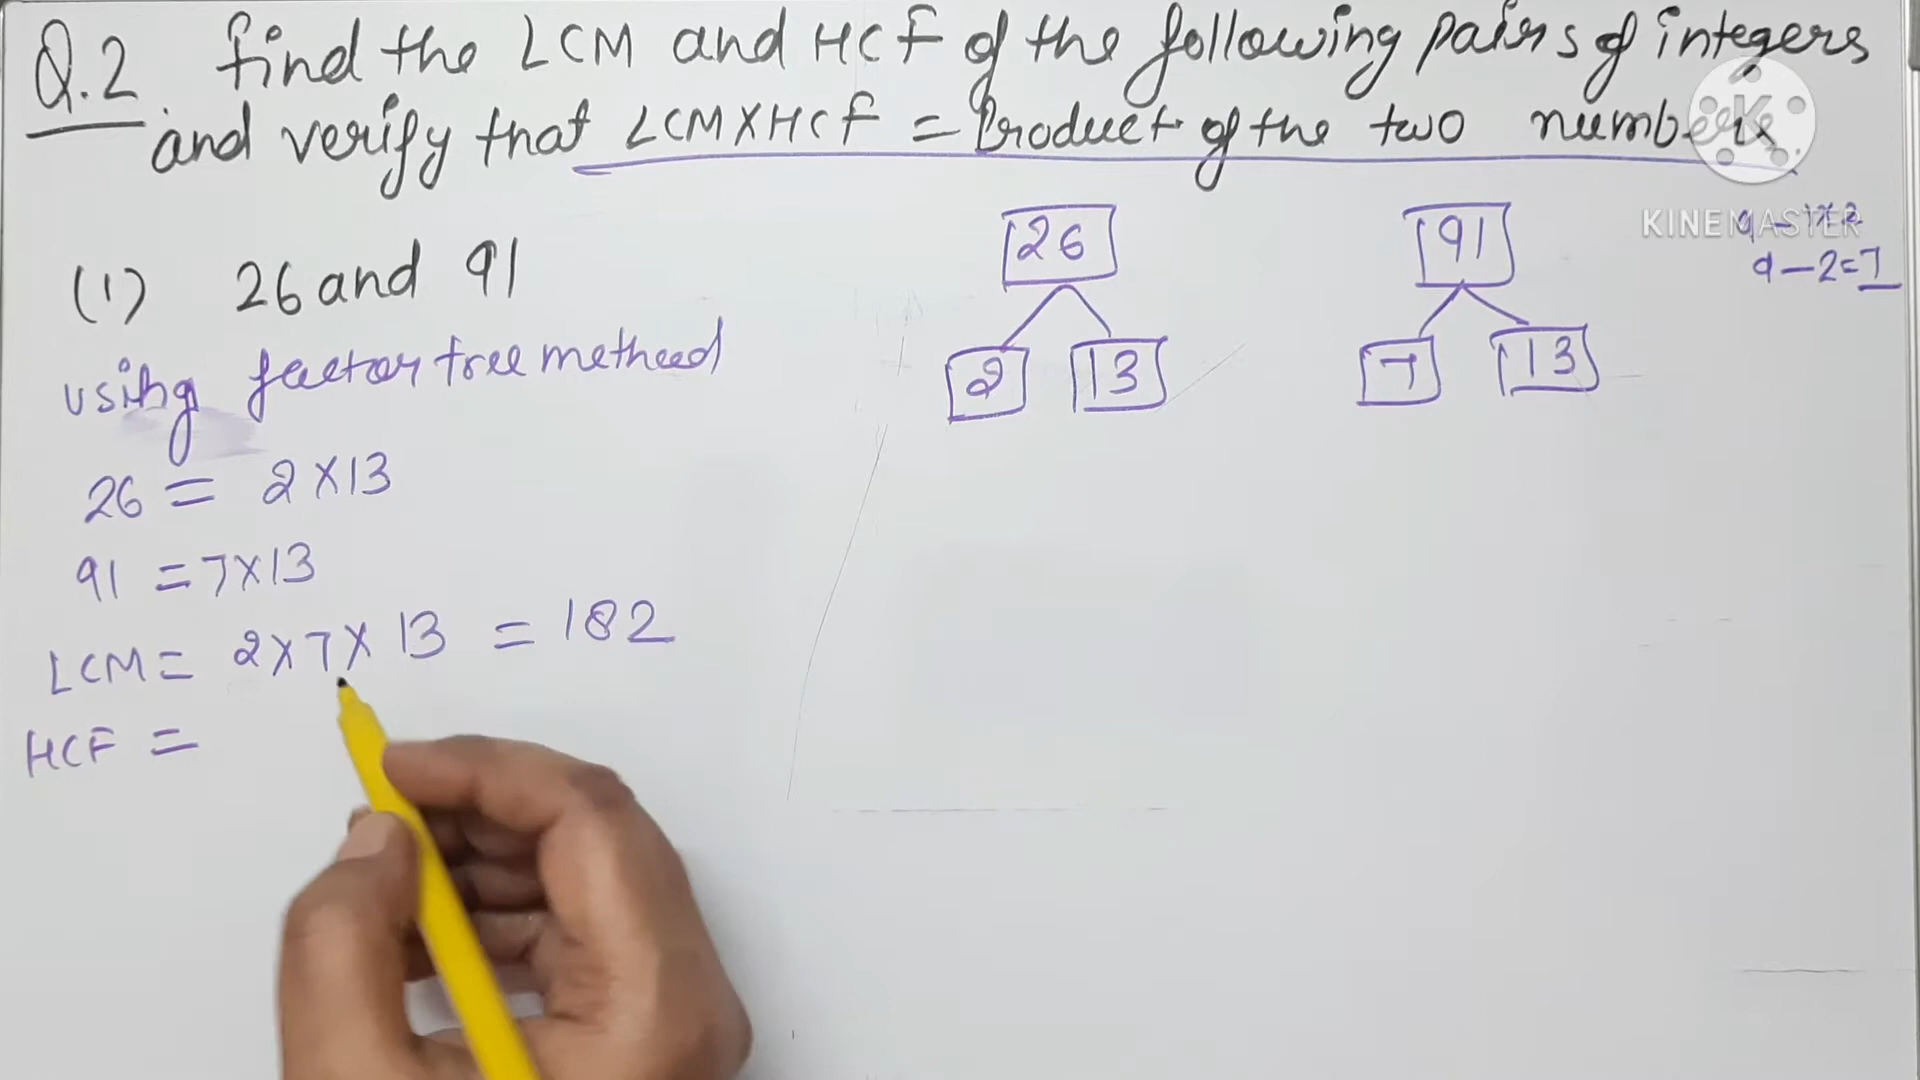 Q.2 find the LCM and HCF of the following pairs of integers
and verify that LCM X HCF = Product of the two numbers.
26
91
KINEMASTER
9-2=7
(1) 26 and 91
2
13
7
13
using factor tree method
26 = 2 X 13
91 = 7 X 13
LCM = 2 X 7 X 13 = 182
HCF =